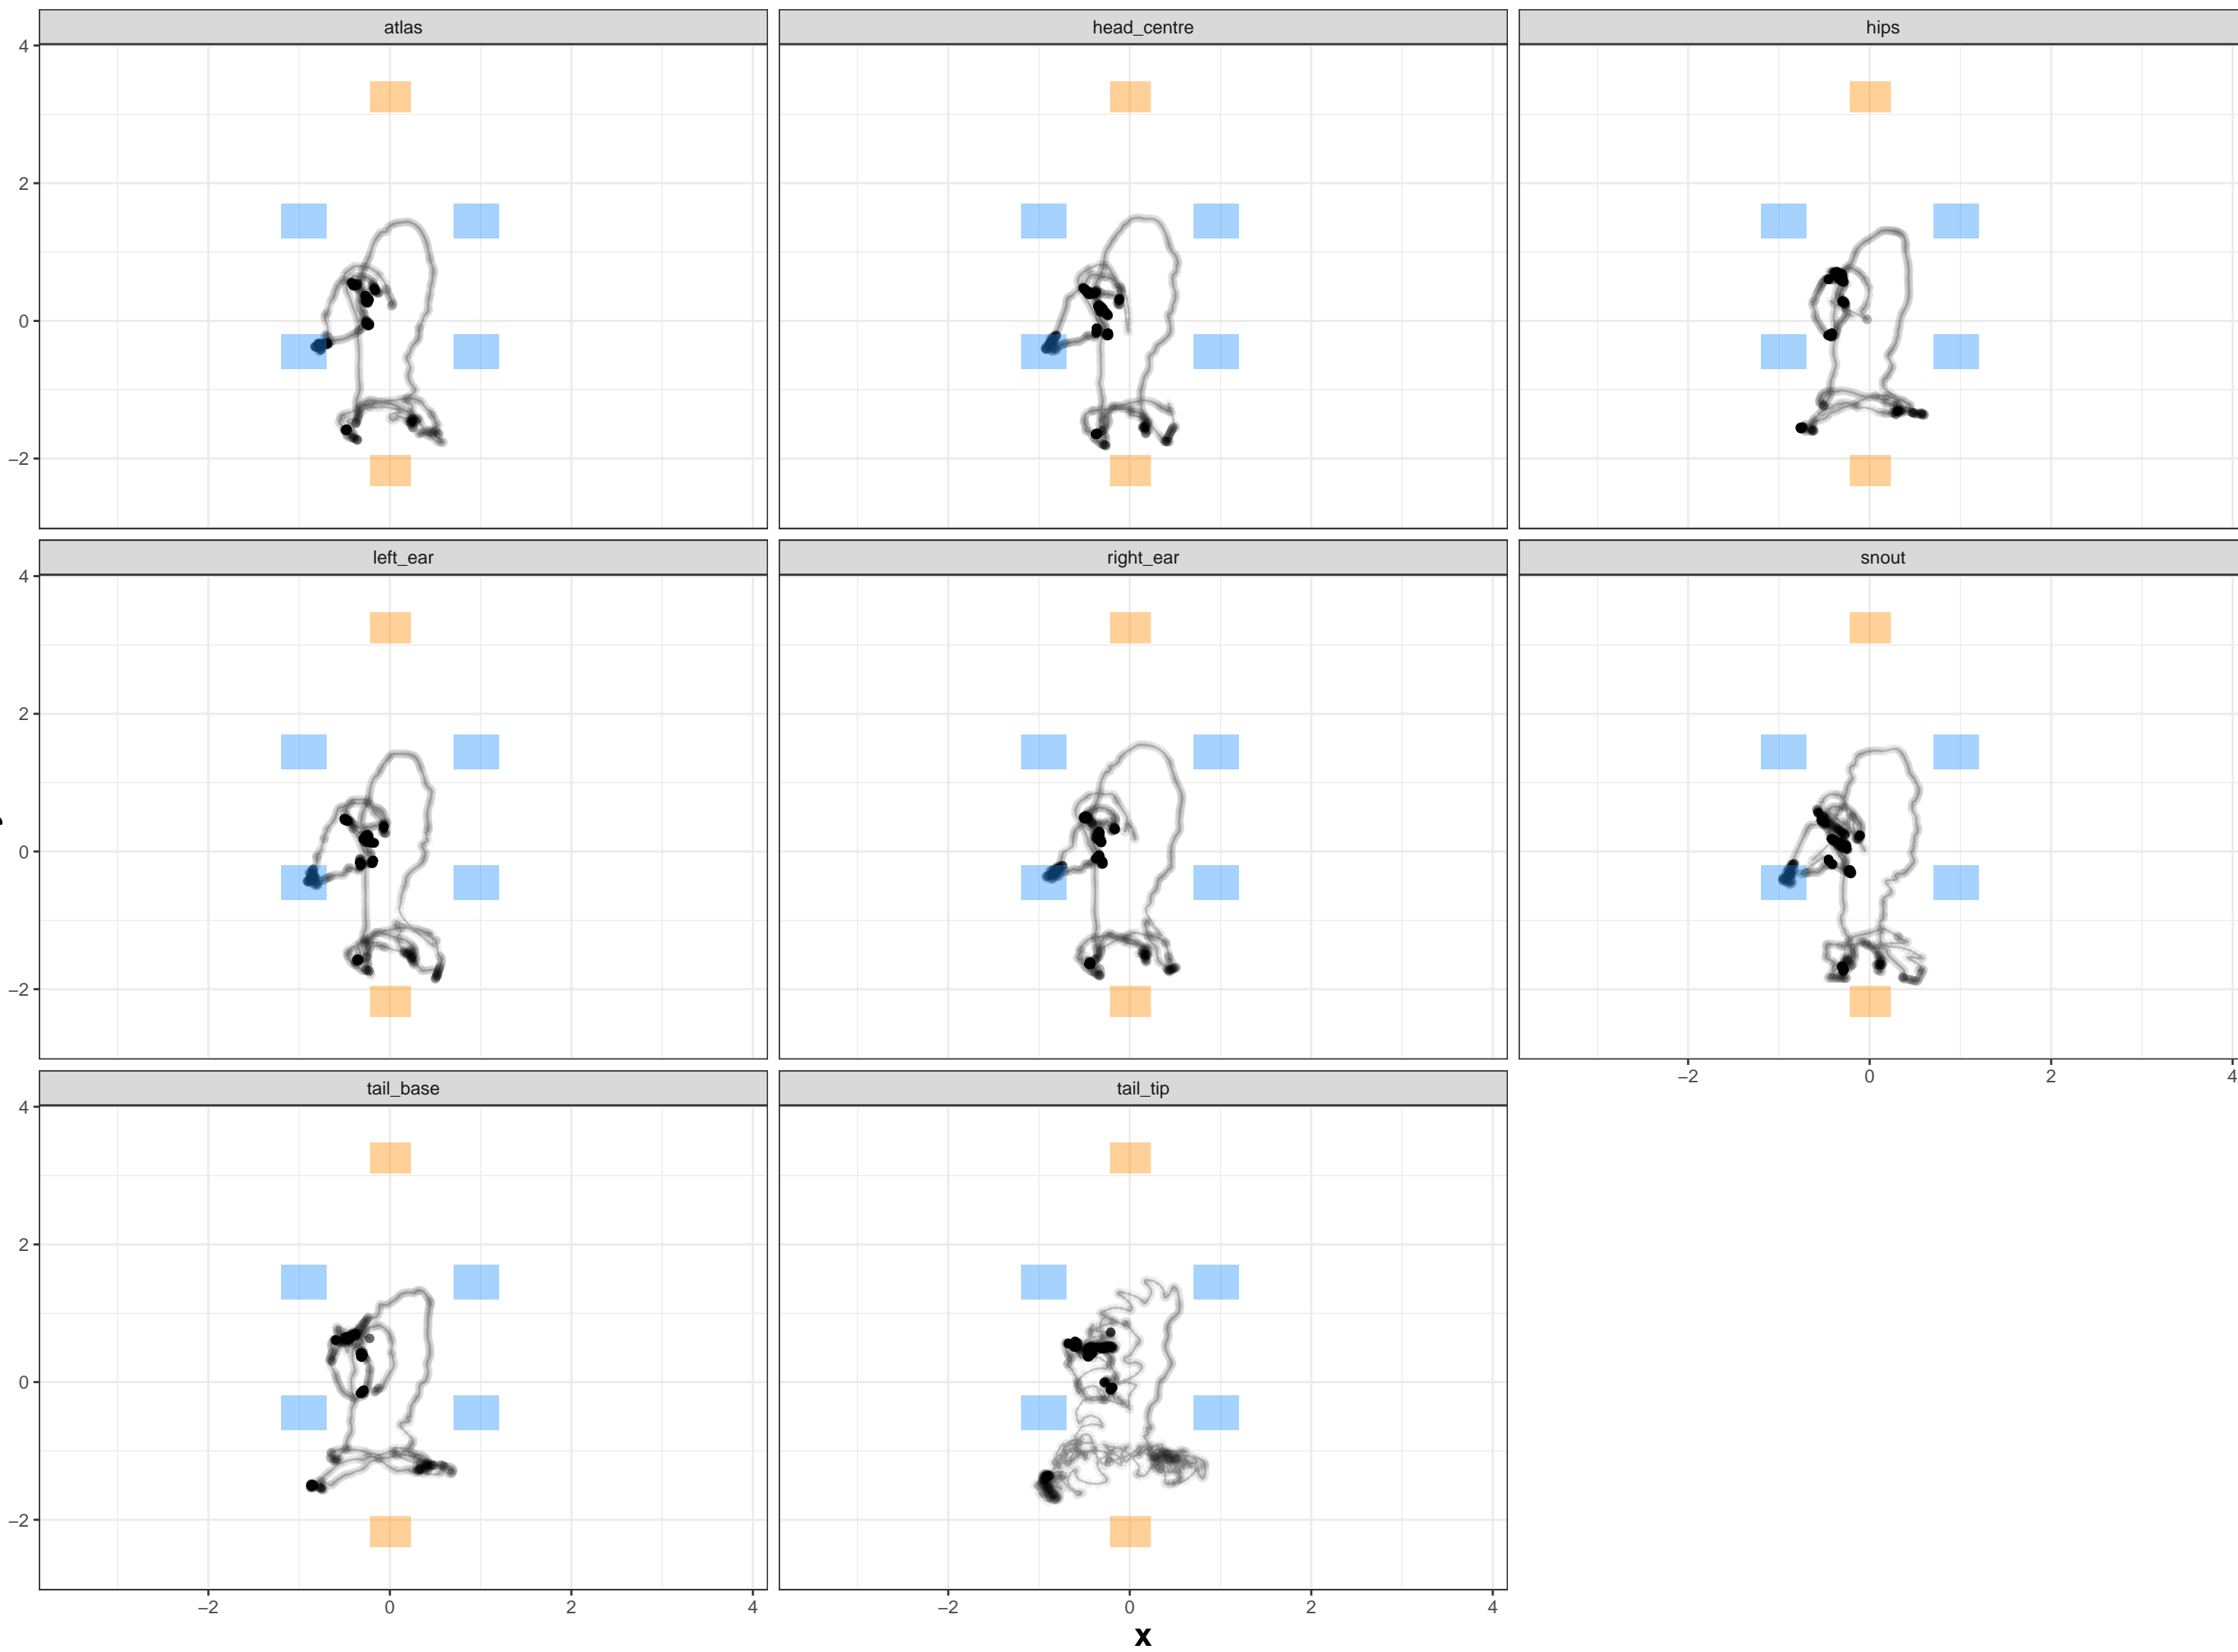 atlas head_centre hips
4
2
0
−2
left_ear right_ear snout
4
2
0
−2
−2 0 2 4
tail_base tail_tip
4
2
0
−2
−2 0 2 4 −2 0 2 4
x